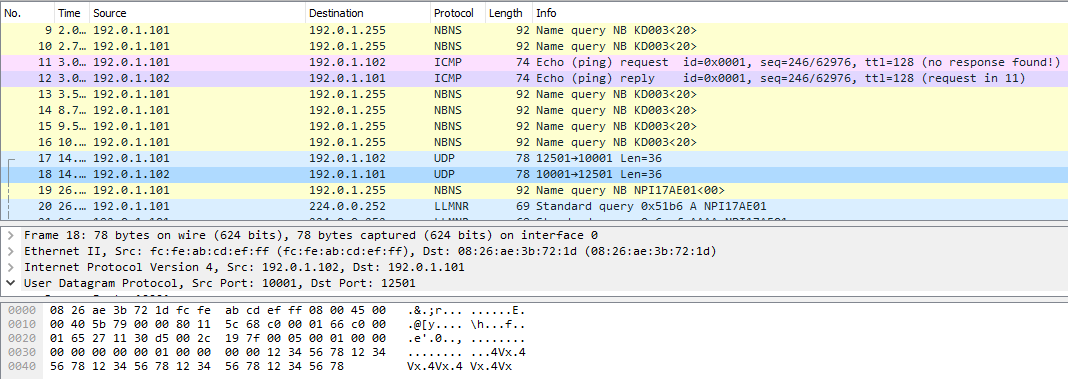 No. Time Source Destination Protocol Length Info
9 2.0… 192.0.1.101 192.0.1.255 NBNS 92 Name query NB KD003<20>
10 2.7… 192.0.1.101 192.0.1.255 NBNS 92 Name query NB KD003<20>
11 3.0… 192.0.1.101 192.0.1.102 ICMP 74 Echo (ping) request id=0x0001, seq=246/62976, ttl=128 (no response found!)
12 3.0… 192.0.1.102 192.0.1.101 ICMP 74 Echo (ping) reply id=0x0001, seq=246/62976, ttl=128 (request in 11)
13 3.5… 192.0.1.101 192.0.1.255 NBNS 92 Name query NB KD003<20>
14 8.7… 192.0.1.101 192.0.1.255 NBNS 92 Name query NB KD003<20>
15 9.5… 192.0.1.101 192.0.1.255 NBNS 92 Name query NB KD003<20>
16 10.… 192.0.1.101 192.0.1.255 NBNS 92 Name query NB KD003<20>
17 14.… 192.0.1.101 192.0.1.102 UDP 78 12501→10001 Len=36
18 14.… 192.0.1.102 192.0.1.101 UDP 78 10001→12501 Len=36
19 26.… 192.0.1.101 192.0.1.255 NBNS 92 Name query NB NPI17AE01<00>
20 26.… 192.0.1.101 224.0.0.252 LLMNR 69 Standard query 0x51b6 A NPI17AE01
Frame 18: 78 bytes on wire (624 bits), 78 bytes captured (624 bits) on interface 0
Ethernet II, Src: fc:fe:ab:cd:ef:ff (fc:fe:ab:cd:ef:ff), Dst: 08:26:ae:3b:72:1d (08:26:ae:3b:72:1d)
Internet Protocol Version 4, Src: 192.0.1.102, Dst: 192.0.1.101
User Datagram Protocol, Src Port: 10001, Dst Port: 12501
0000 08 26 ae 3b 72 1d fc fe ab cd ef ff 08 00 45 00 .&.;r... ......E.
0010 00 40 5b 79 00 00 80 11 5c 68 c0 00 01 66 c0 00 .@[y.... \h...f..
0020 01 65 27 11 30 d5 00 2c 19 7f 00 05 00 01 00 00 .e'.0.., ........
0030 00 00 00 00 01 00 00 00 00 00 12 34 56 78 12 34 ........ ...4Vx.4
0040 56 78 12 34 56 78 12 34 56 78 12 34 56 78 Vx.4Vx.4 Vx.4Vx